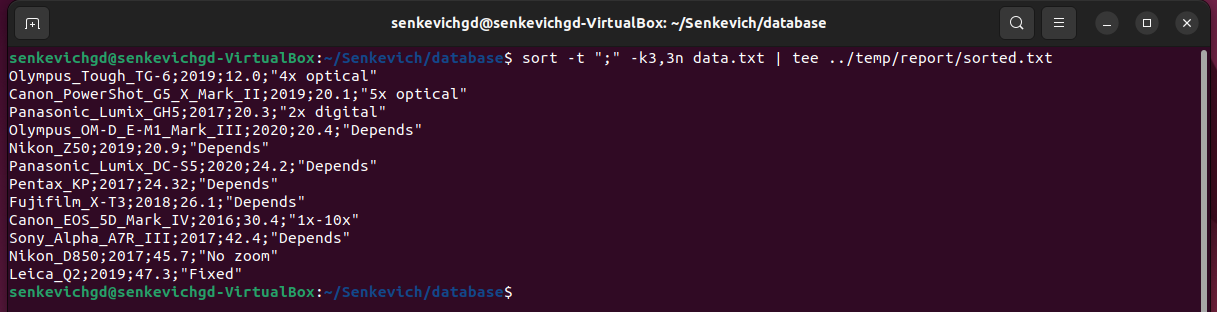 senkevichgd@senkevichgd-VirtualBox: ~/Senkevich/database
senkevichgd@senkevichgd-VirtualBox:~/Senkevich/database$ sort -t ";" -k3,3n data.txt | tee ../temp/report/sorted.txt
Olympus_Tough_TG-6;2019;12.0;"4x optical"
Canon_PowerShot_G5_X_Mark_II;2019;20.1;"5x optical"
Panasonic_Lumix_GH5;2017;20.3;"2x digital"
Olympus_OM-D_E-M1_Mark_III;2020;20.4;"Depends"
Nikon_Z50;2019;20.9;"Depends"
Panasonic_Lumix_DC-S5;2020;24.2;"Depends"
Pentax_KP;2017;24.32;"Depends"
Fujifilm_X-T3;2018;26.1;"Depends"
Canon_EOS_5D_Mark_IV;2016;30.4;"1x-10x"
Sony_Alpha_A7R_III;2017;42.4;"Depends"
Nikon_D850;2017;45.7;"No zoom"
Leica_Q2;2019;47.3;"Fixed"
senkevichgd@senkevichgd-VirtualBox:~/Senkevich/database$